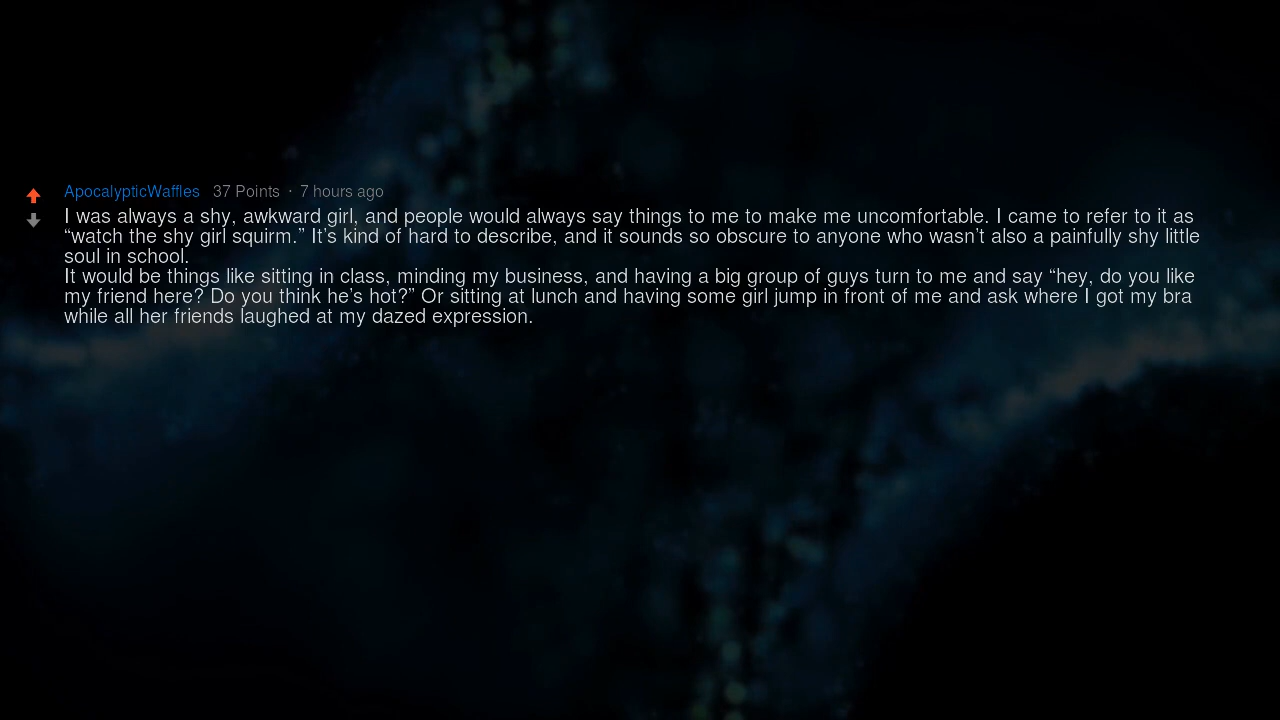 ApocalypticWaffles 37 Points · 7 hours ago
I was always a shy, awkward girl, and people would always say things to me to make me uncomfortable. I came to refer to it as
“watch the shy girl squirm.” It’s kind of hard to describe, and it sounds so obscure to anyone who wasn’t also a painfully shy little
soul in school.
It would be things like sitting in class, minding my business, and having a big group of guys turn to me and say “hey, do you like
my friend here? Do you think he’s hot?” Or sitting at lunch and having some girl jump in front of me and ask where I got my bra
while all her friends laughed at my dazed expression.